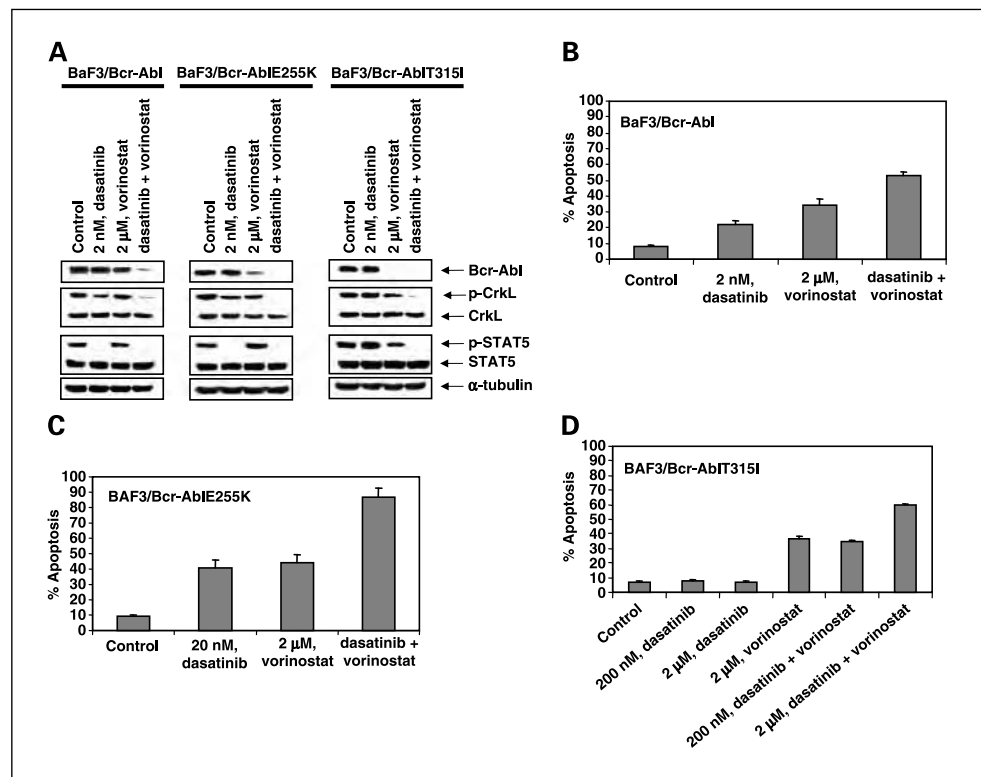 A
BaF3/Bcr-Abl
BaF3/Bcr-AblE255K
BaF3/Bcr-AblT315I
Control
2 nM, dasatinib
2 μM, vorinostat
dasatinib + vorinostat
Control
2 nM, dasatinib
2 μM, vorinostat
dasatinib + vorinostat
Control
2 nM, dasatinib
2 μM, vorinostat
dasatinib + vorinostat
Bcr-Abl
p-CrkL
CrkL
p-STAT5
STAT5
α-tubulin
B
BaF3/Bcr-Abl
% Apoptosis
100
90
80
70
60
50
40
30
20
10
0
Control
2 nM, dasatinib
2 μM, vorinostat
dasatinib + vorinostat
C
BAF3/Bcr-AblE255K
% Apoptosis
100
90
80
70
60
50
40
30
20
10
0
Control
20 nM, dasatinib
2 μM, vorinostat
dasatinib + vorinostat
D
BAF3/Bcr-AblT315I
% Apoptosis
100
90
80
70
60
50
40
30
20
10
0
Control
200 nM, dasatinib
2 μM, dasatinib
2 μM, vorinostat
200 nM, dasatinib + vorinostat
2 μM, dasatinib + vorinostat